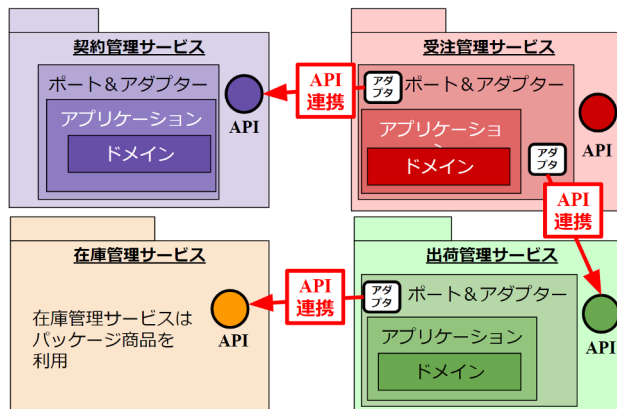 契約管理サービス
ポート＆アダプター
アプリケーション
ドメイン
API
API
連携
受注管理サービス
アダ
プタ
ポート＆アダプター
アプリケーショ
ドメイン
アダ
プタ
API
連携
在庫管理サービス
在庫管理サービスは
パッケージ商品を
利用
API
API
連携
出荷管理サービス
アダ
プタ
ポート＆アダプター
アプリケーション
ドメイン
API